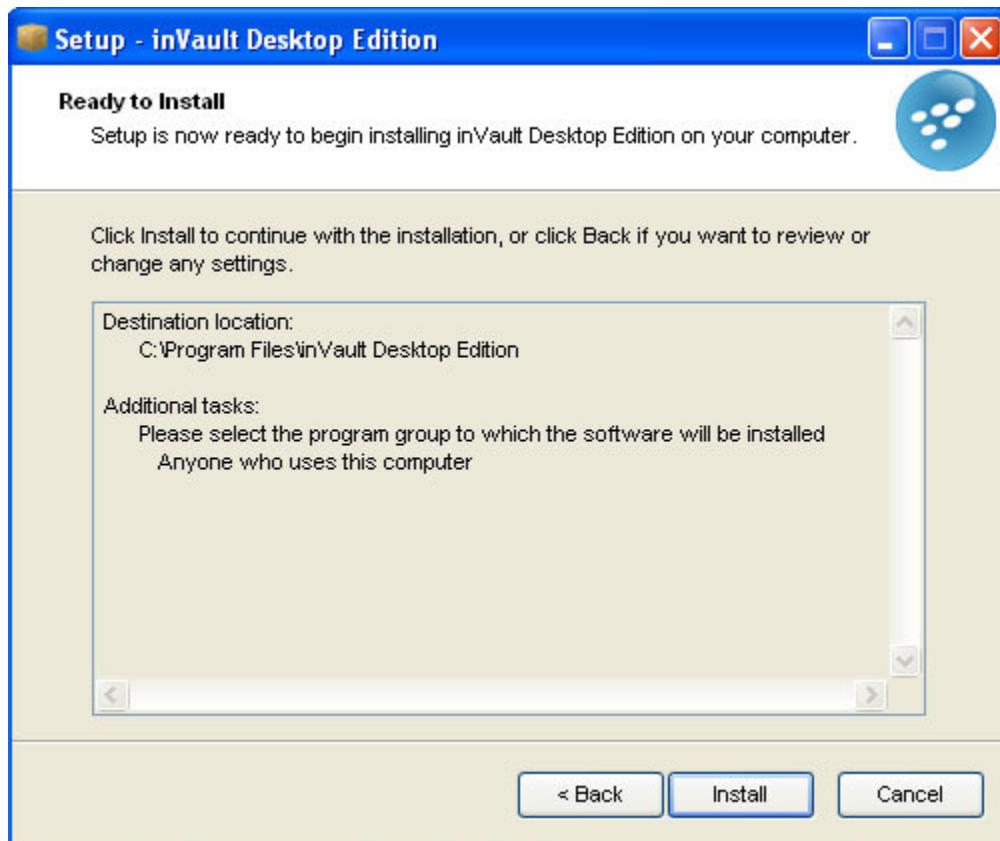 Setup - inVault Desktop Edition
Ready to Install
Setup is now ready to begin installing inVault Desktop Edition on your computer.
Click Install to continue with the installation, or click Back if you want to review or
change any settings.
Destination location:
C:\Program Files\inVault Desktop Edition
Additional tasks:
Please select the program group to which the software will be installed
Anyone who uses this computer
< Back
Install
Cancel